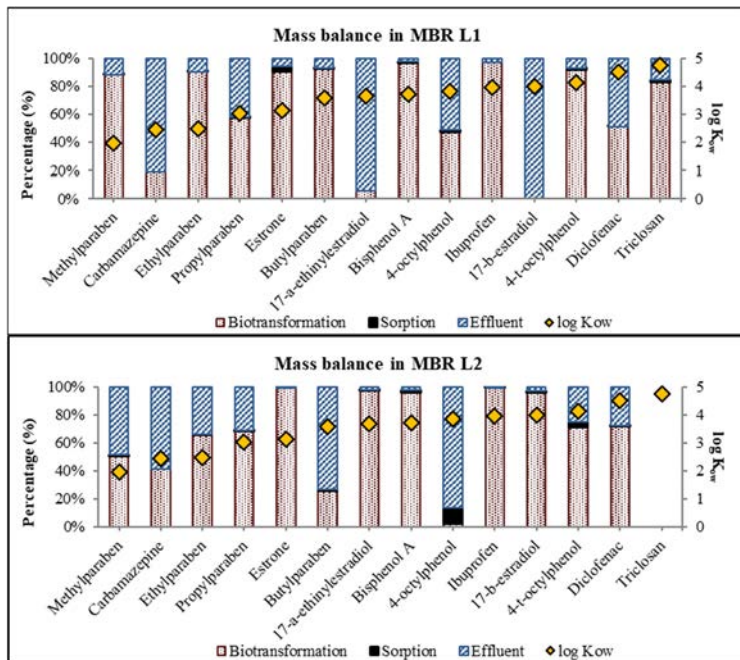 Mass balance in MBR L1
100%
80%
60%
40%
20%
0%
Percentage (%)
5
4
3
2
1
0
log Kow
Methylparaben
Carbamazepine
Ethylparaben
Propylparaben
Estrone
Butylparaben
17-a-ethinylestradiol
Bisphenol A
4-octylphenol
Ibuprofen
17-b-estradiol
4-t-octylphenol
Diclofenac
Triclosan
Biotransformation Sorption Effluent log Kow
Mass balance in MBR L2
100%
80%
60%
40%
20%
0%
Percentage (%)
5
4
3
2
1
0
log Kow
Methylparaben
Carbamazepine
Ethylparaben
Propylparaben
Estrone
Butylparaben
17-a-ethinylestradiol
Bisphenol A
4-octylphenol
Ibuprofen
17-b-estradiol
4-t-octylphenol
Diclofenac
Triclosan
Biotransformation Sorption Effluent log Kow